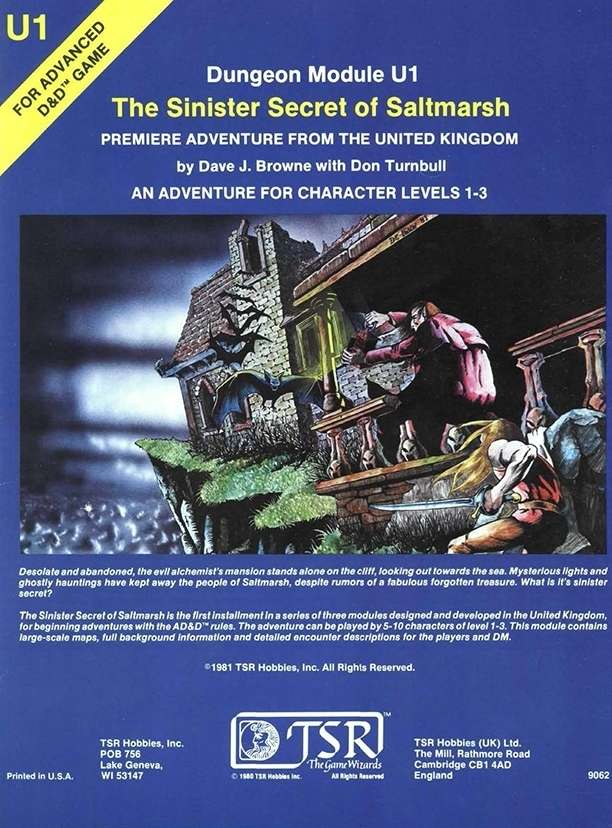 U1
FOR ADVANCED
D&D™ GAME
Dungeon Module U1
The Sinister Secret of Saltmarsh
PREMIERE ADVENTURE FROM THE UNITED KINGDOM
by Dave J. Browne with Don Turnbull
AN ADVENTURE FOR CHARACTER LEVELS 1-3
Desolate and abandoned, the evil alchemist's mansion stands alone on the cliff, looking out towards the sea. Mysterious lights and
ghostly hauntings have kept away the people of Saltmarsh, despite rumors of a fabulous forgotten treasure. What is it's sinister
secret?
The Sinister Secret of Saltmarsh is the first installment in a series of three modules designed and developed in the United Kingdom,
for beginning adventures with the AD&D™ rules. The adventure can be played by 5-10 characters of level 1-3. This module contains
large-scale maps, full background information and detailed encounter descriptions for the players and DM.
©1981 TSR Hobbies, Inc. All Rights Reserved.
TSR Hobbies, Inc.
POB 756
Lake Geneva,
WI 53147
Printed in U.S.A.
TSR™
The Game Wizards
© 1980 TSR Hobbies Inc. All Rights Reserved
TSR Hobbies (UK) Ltd.
The Mill, Rathmore Road
Cambridge CB1 4AD
England
9062